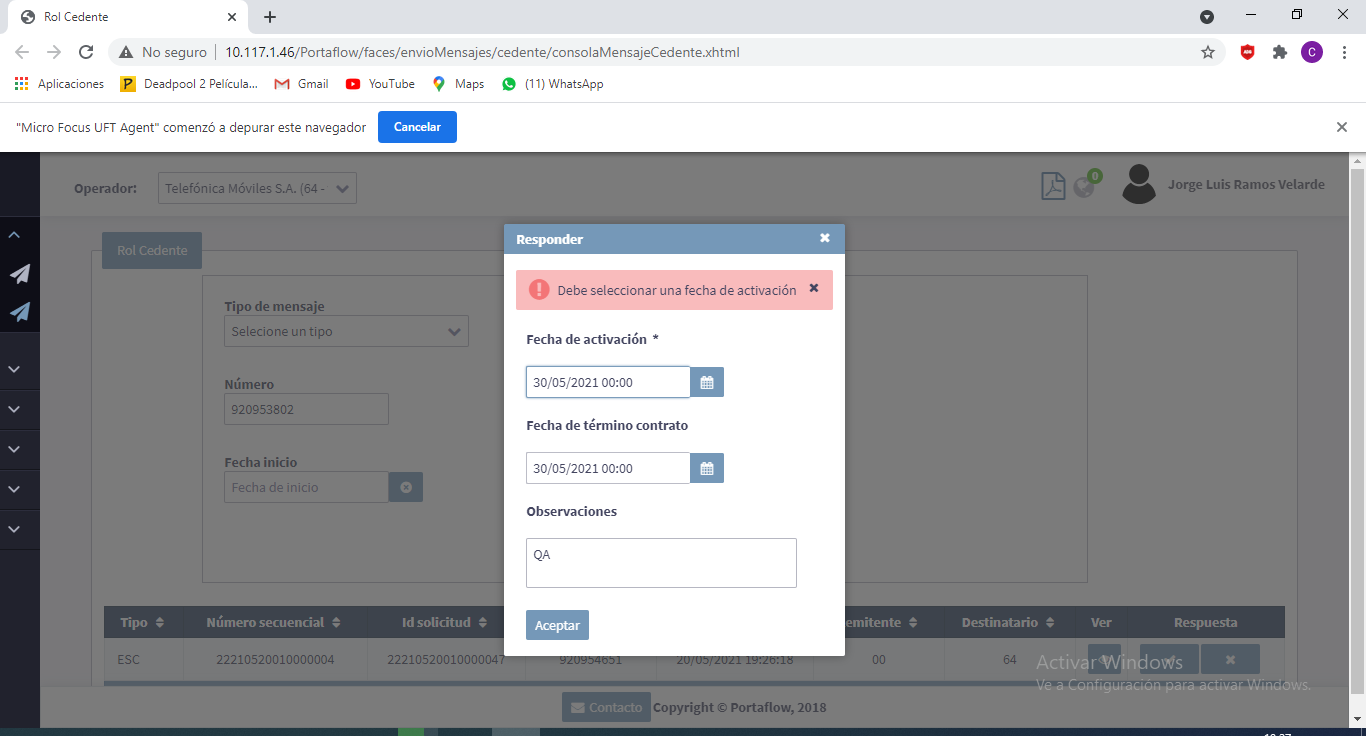 Rol Cedente
No seguro
10.117.1.46/Portaflow/faces/envioMensajes/cedente/consolaMensajeCedente.xhtml
C
Aplicaciones
Deadpool 2 Película...
Gmail
YouTube
Maps
(11) WhatsApp
"Micro Focus UFT Agent" comenzó a depurar este navegador
Cancelar
Operador:
Telefónica Móviles S.A. (64 -
0
Jorge Luis Ramos Velarde
Rol Cedente
Tipo de mensaje
Selecione un tipo
Número
920953802
Fecha inicio
Fecha de inicio
Responder
Debe seleccionar una fecha de activación
Fecha de activación *
30/05/2021 00:00
Fecha de término contrato
30/05/2021 00:00
Observaciones
QA
Aceptar
Tipo Número secuencial Id solicitud emitente Destinatario Ver Respuesta
ESC 22210520010000004 22210520010000047 920954651 20/05/2021 19:26:18 00 64
Activar Windows
Ve a Configuración para activar Windows.
Contacto Copyright © Portaflow, 2018